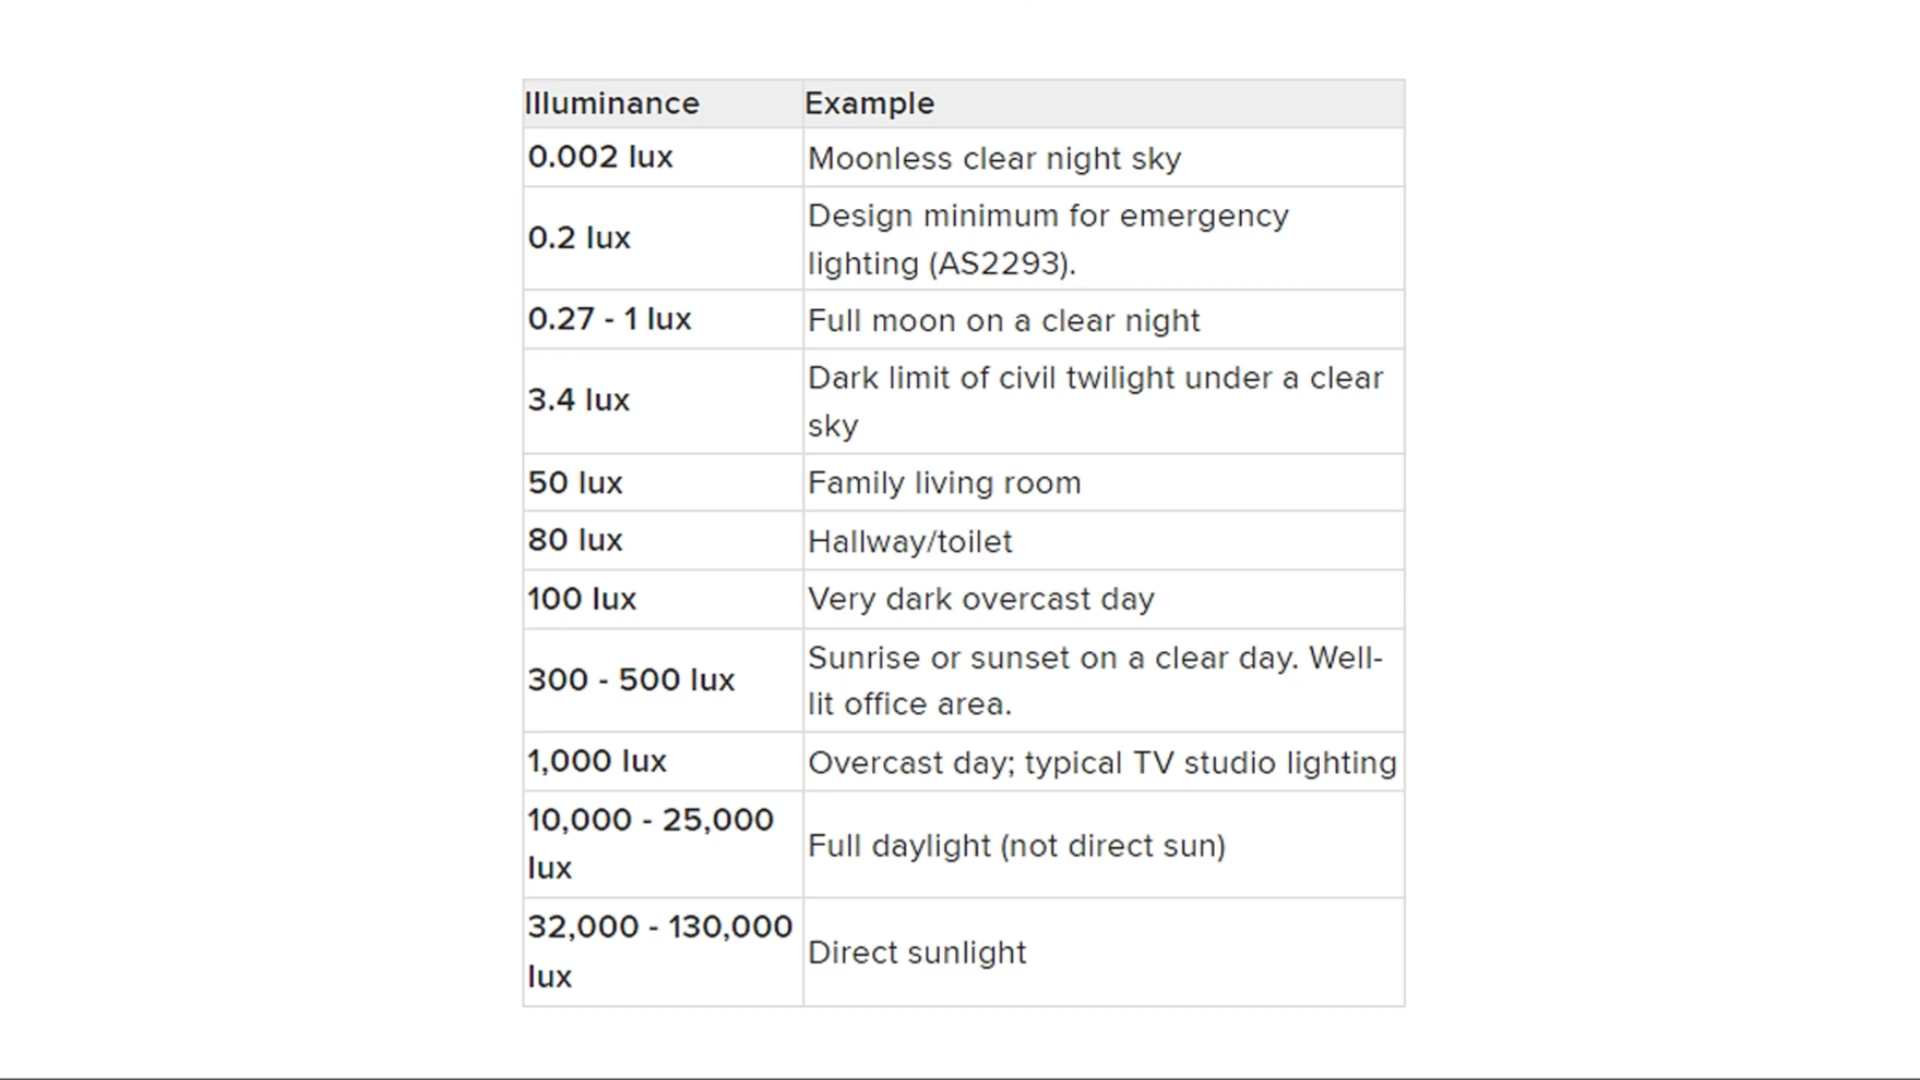 Illuminance Example
0.002 lux Moonless clear night sky
0.2 lux Design minimum for emergency
lighting (AS2293).
0.27 - 1 lux Full moon on a clear night
3.4 lux Dark limit of civil twilight under a clear
sky
50 lux Family living room
80 lux Hallway/toilet
100 lux Very dark overcast day
300 - 500 lux Sunrise or sunset on a clear day. Well-
lit office area.
1,000 lux Overcast day; typical TV studio lighting
10,000 - 25,000
lux Full daylight (not direct sun)
32,000 - 130,000
lux Direct sunlight